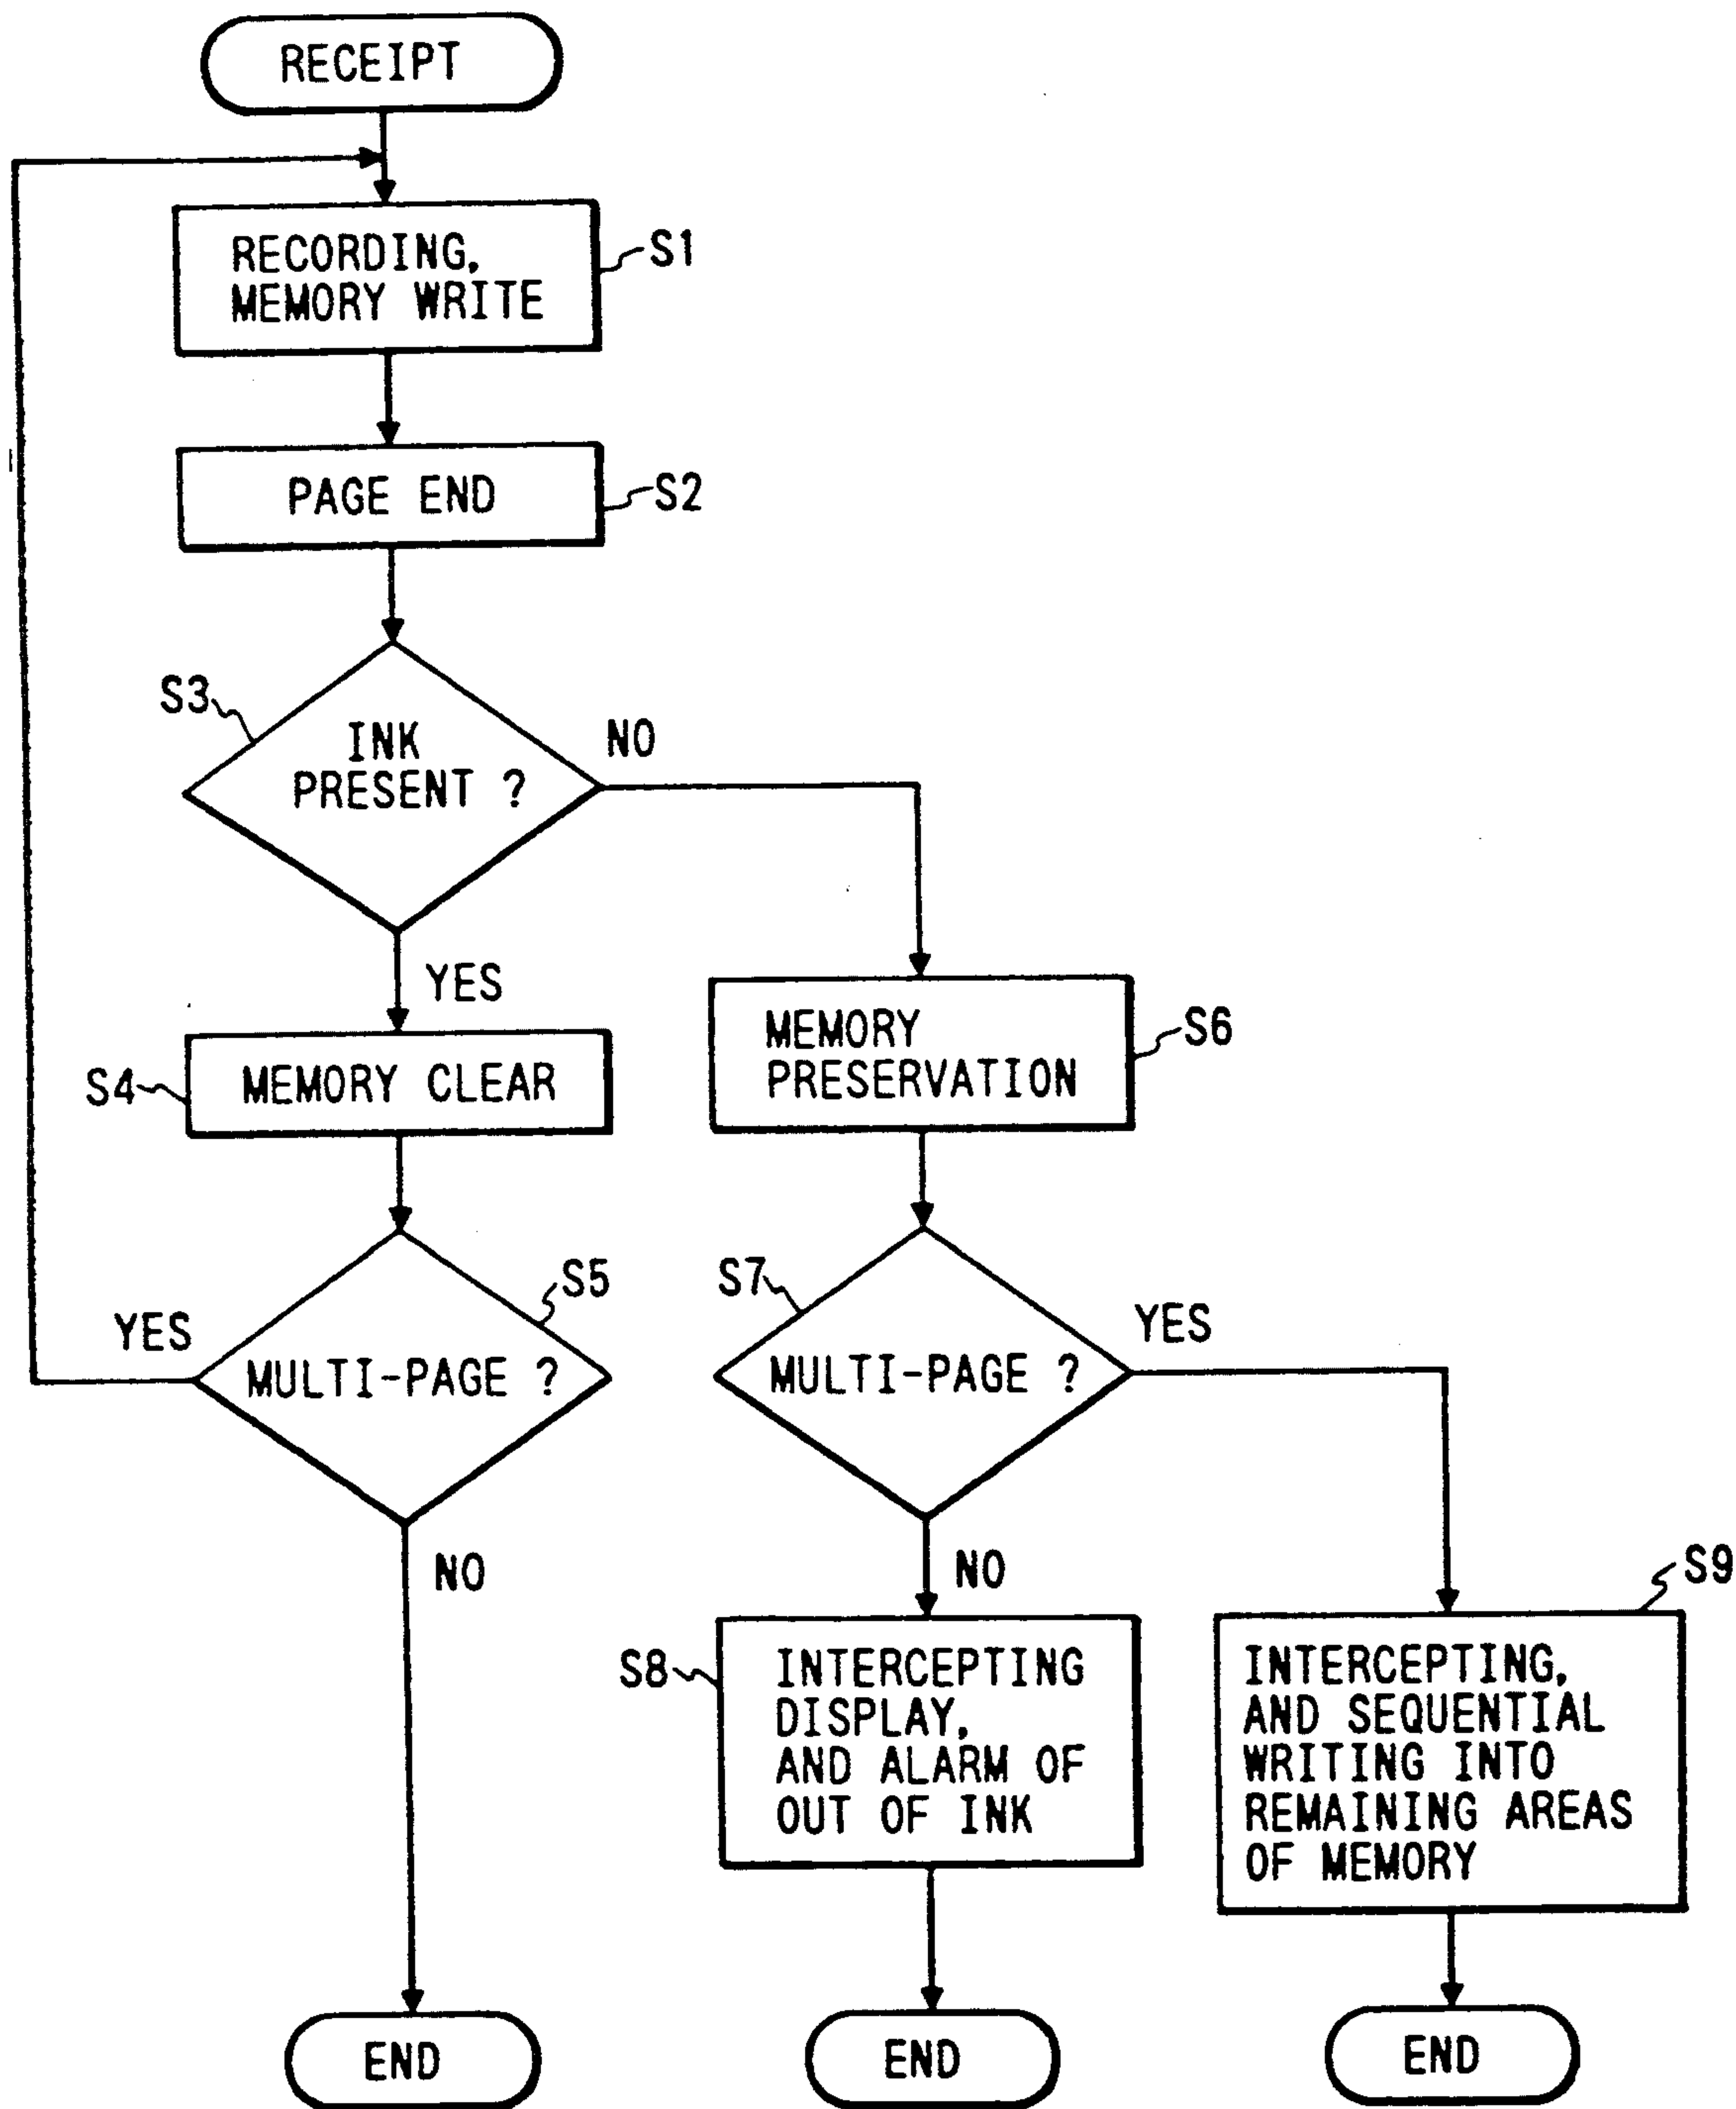 RECEIPT
RECORDING,
MEMORY WRITE
S1
PAGE END
S2
S3
INK
PRESENT ?
NO
YES
S4
MEMORY CLEAR
MEMORY
PRESERVATION
S6
S5
YES
MULTI-PAGE ?
NO
S7
YES
MULTI-PAGE ?
NO
S8
INTERCEPTING
DISPLAY,
AND ALARM OF
OUT OF INK
S9
INTERCEPTING,
AND SEQUENTIAL
WRITING INTO
REMAINING AREAS
OF MEMORY
END
END
END